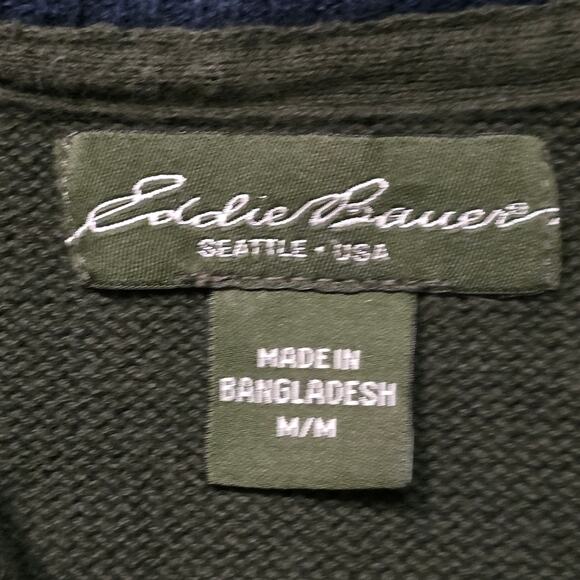 Eddie Bauer®
SEATTLE · USA
MADE IN
BANGLADESH
M/M